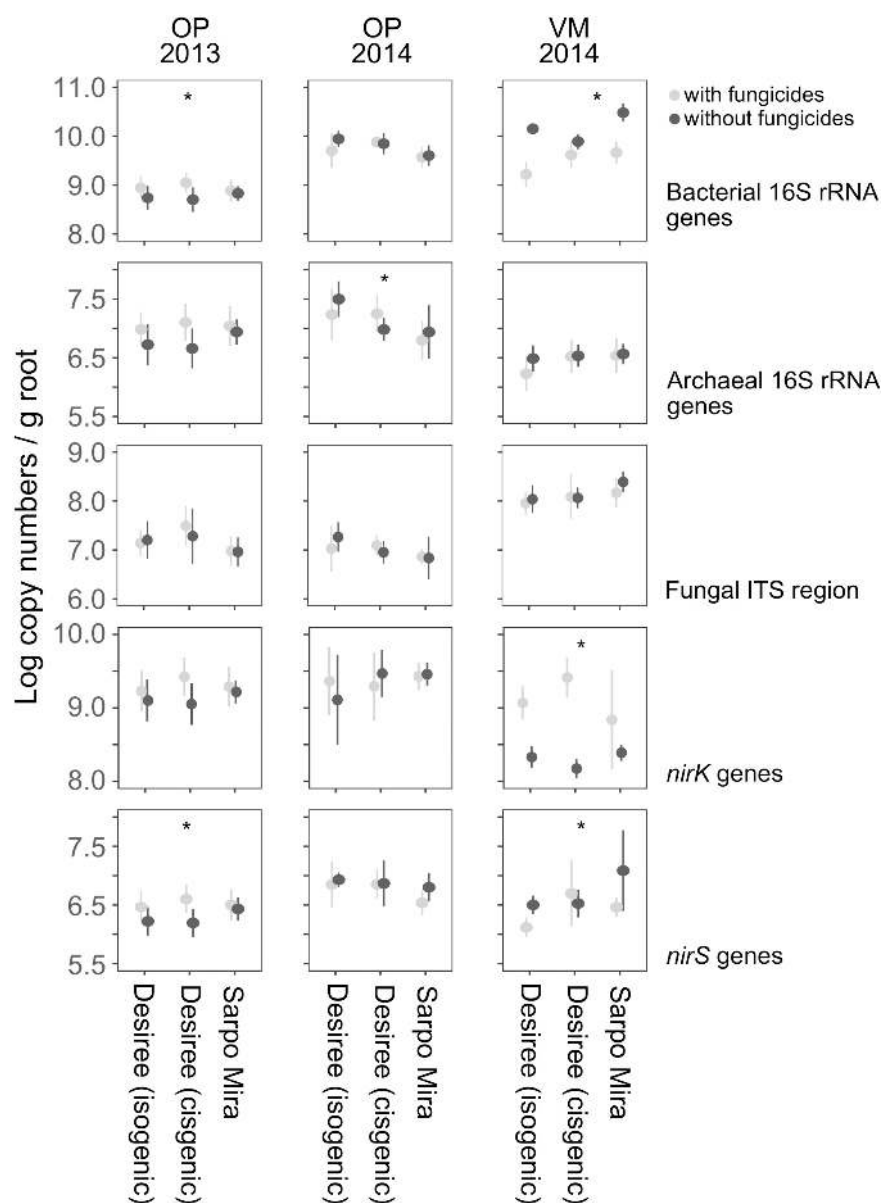 OP
2013
OP
2014
VM
2014
with fungicides
without fungicides
Log copy numbers / g root
11.0
10.0
9.0
8.0
*
*
Bacterial 16S rRNA
genes
7.5
6.5
5.5
*
Archaeal 16S rRNA
genes
9.0
8.0
7.0
6.0
Fungal ITS region
10.0
9.0
8.0
*
nirK genes
7.5
6.5
5.5
*
*
nirS genes
Desiree (isogenic)
Desiree (cisgenic)
Sarpo Mira
Desiree (isogenic)
Desiree (cisgenic)
Sarpo Mira
Desiree (isogenic)
Desiree (cisgenic)
Sarpo Mira